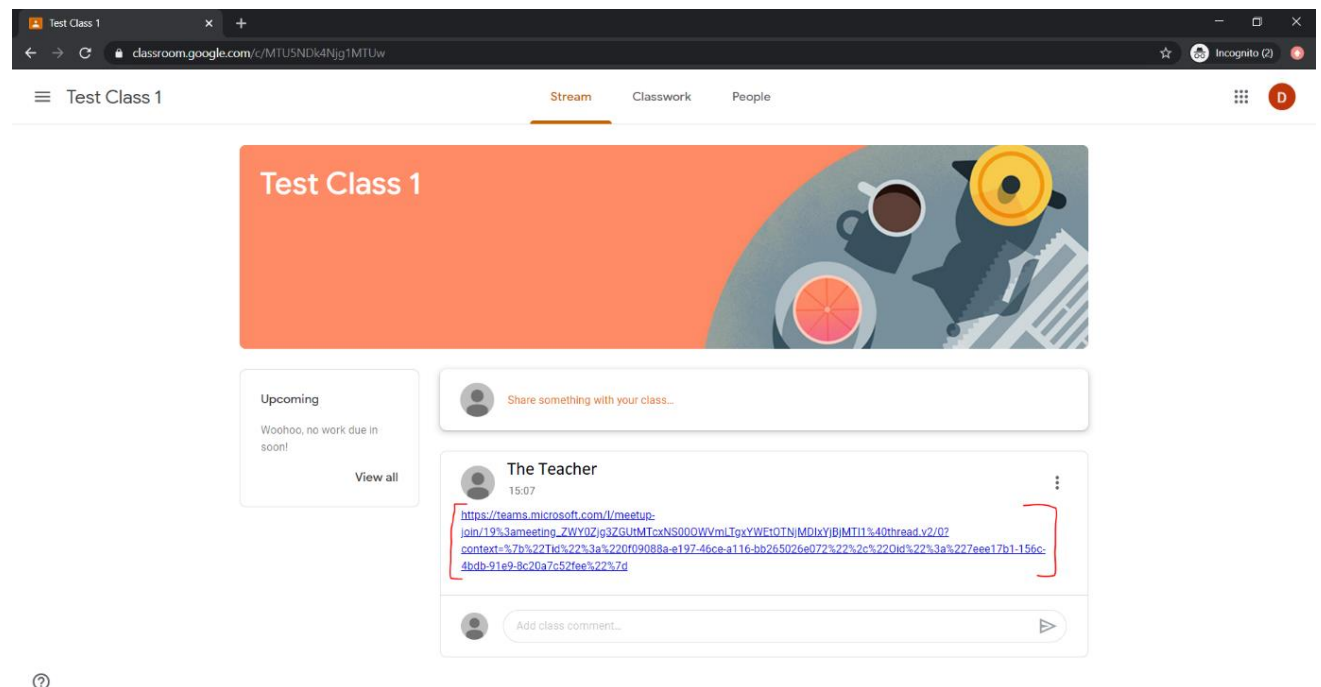 Test Class 1
classroom.google.com/c/MTU5NDk4Njg1MTUw
Incognito (2)
Test Class 1
Stream
Classwork
People
D
Test Class 1
Upcoming
Woohoo, no work due in
soon!
View all
Share something with your class...
The Teacher
15:07
https://teams.microsoft.com/l/meetup-
join/19%3ameeting_ZWY0Zjg3ZGUtMTcxNS00OWVmLTgxYWEtOTNjMDIxYjBjMTI1%40thread.v2/0?
context=%7b%22Tid%22%3a%220f09088a-e197-46ce-a116-bb265026e072%22%2c%22Oid%22%3a%227eee17b1-156c-
4bdb-91e9-8c20a7c52fee%22%7d
Add class comment...